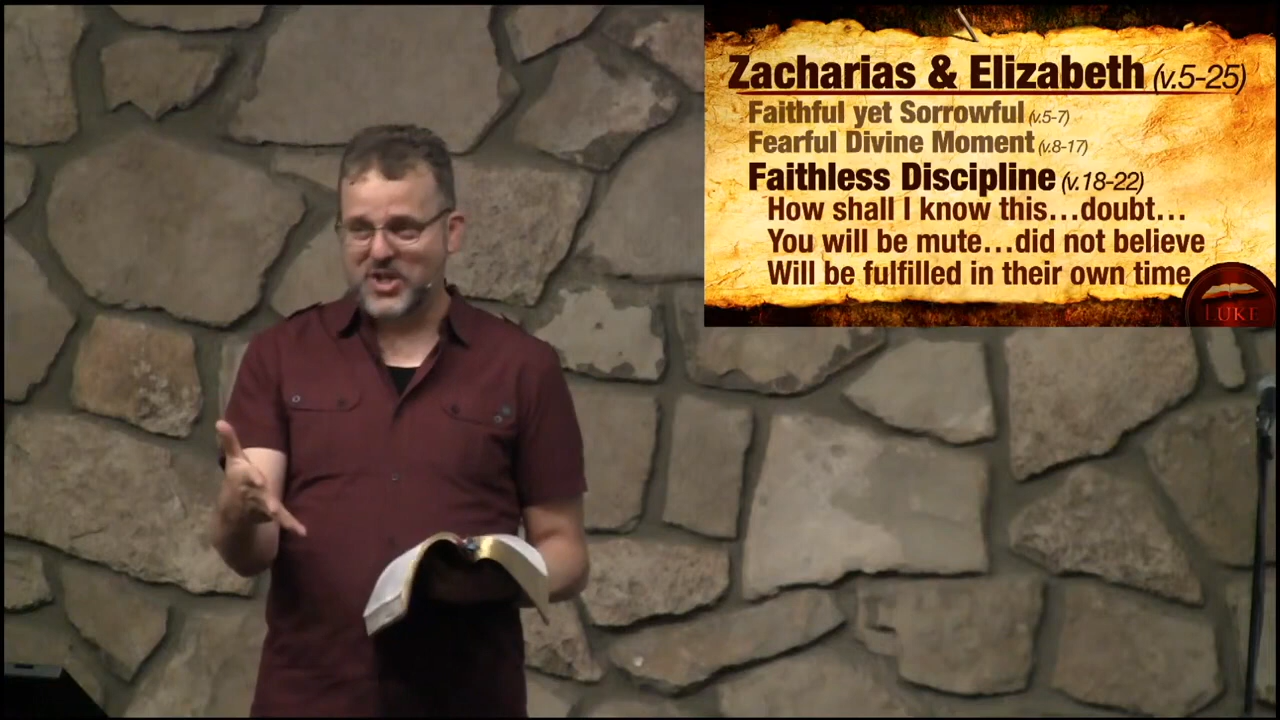 Zacharias & Elizabeth (v.5-25)
Faithful yet Sorrowful (v.5-7)
Fearful Divine Moment (v.8-17)
Faithless Discipline (v.18-22)
How shall I know this...doubt...
You will be mute...did not believe
Will be fulfilled in their own time
LUKE